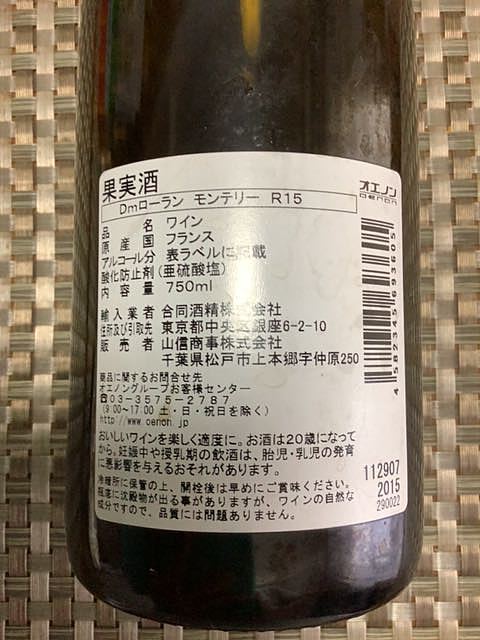 果実酒
オエノン
OENON
Dmローラン モンテリー R15
品名 ワイン
原産国 フランス
アルコール分 表ラベルに記載
酸化防止剤(亜硫酸塩)
内容量 750ml
輸入業者 合同酒精株式会社
住所及び引取先 東京都中央区銀座6-2-10
販売者 山信商事株式会社
千葉県松戸市上本郷字仲原250
商品に関するお問合せ先
オエノングループお客様センター
☎03-3575-2787
(9:00~17:00 土・日・祝日を除く)
http://www.oenon.jp
おいしいワインを楽しく適度に。お酒は20歳になって
から。妊娠中や授乳期の飲酒は、胎児・乳児の発育
に悪影響を与えるおそれがあります。
冷暗所に保管の上、開栓後は早めにご賞味ください。
瓶底に沈殿物が出る事がありますが、ワインの自然な
成分ですので、品質には問題ありません。
4582345693605
112907
2015
290022